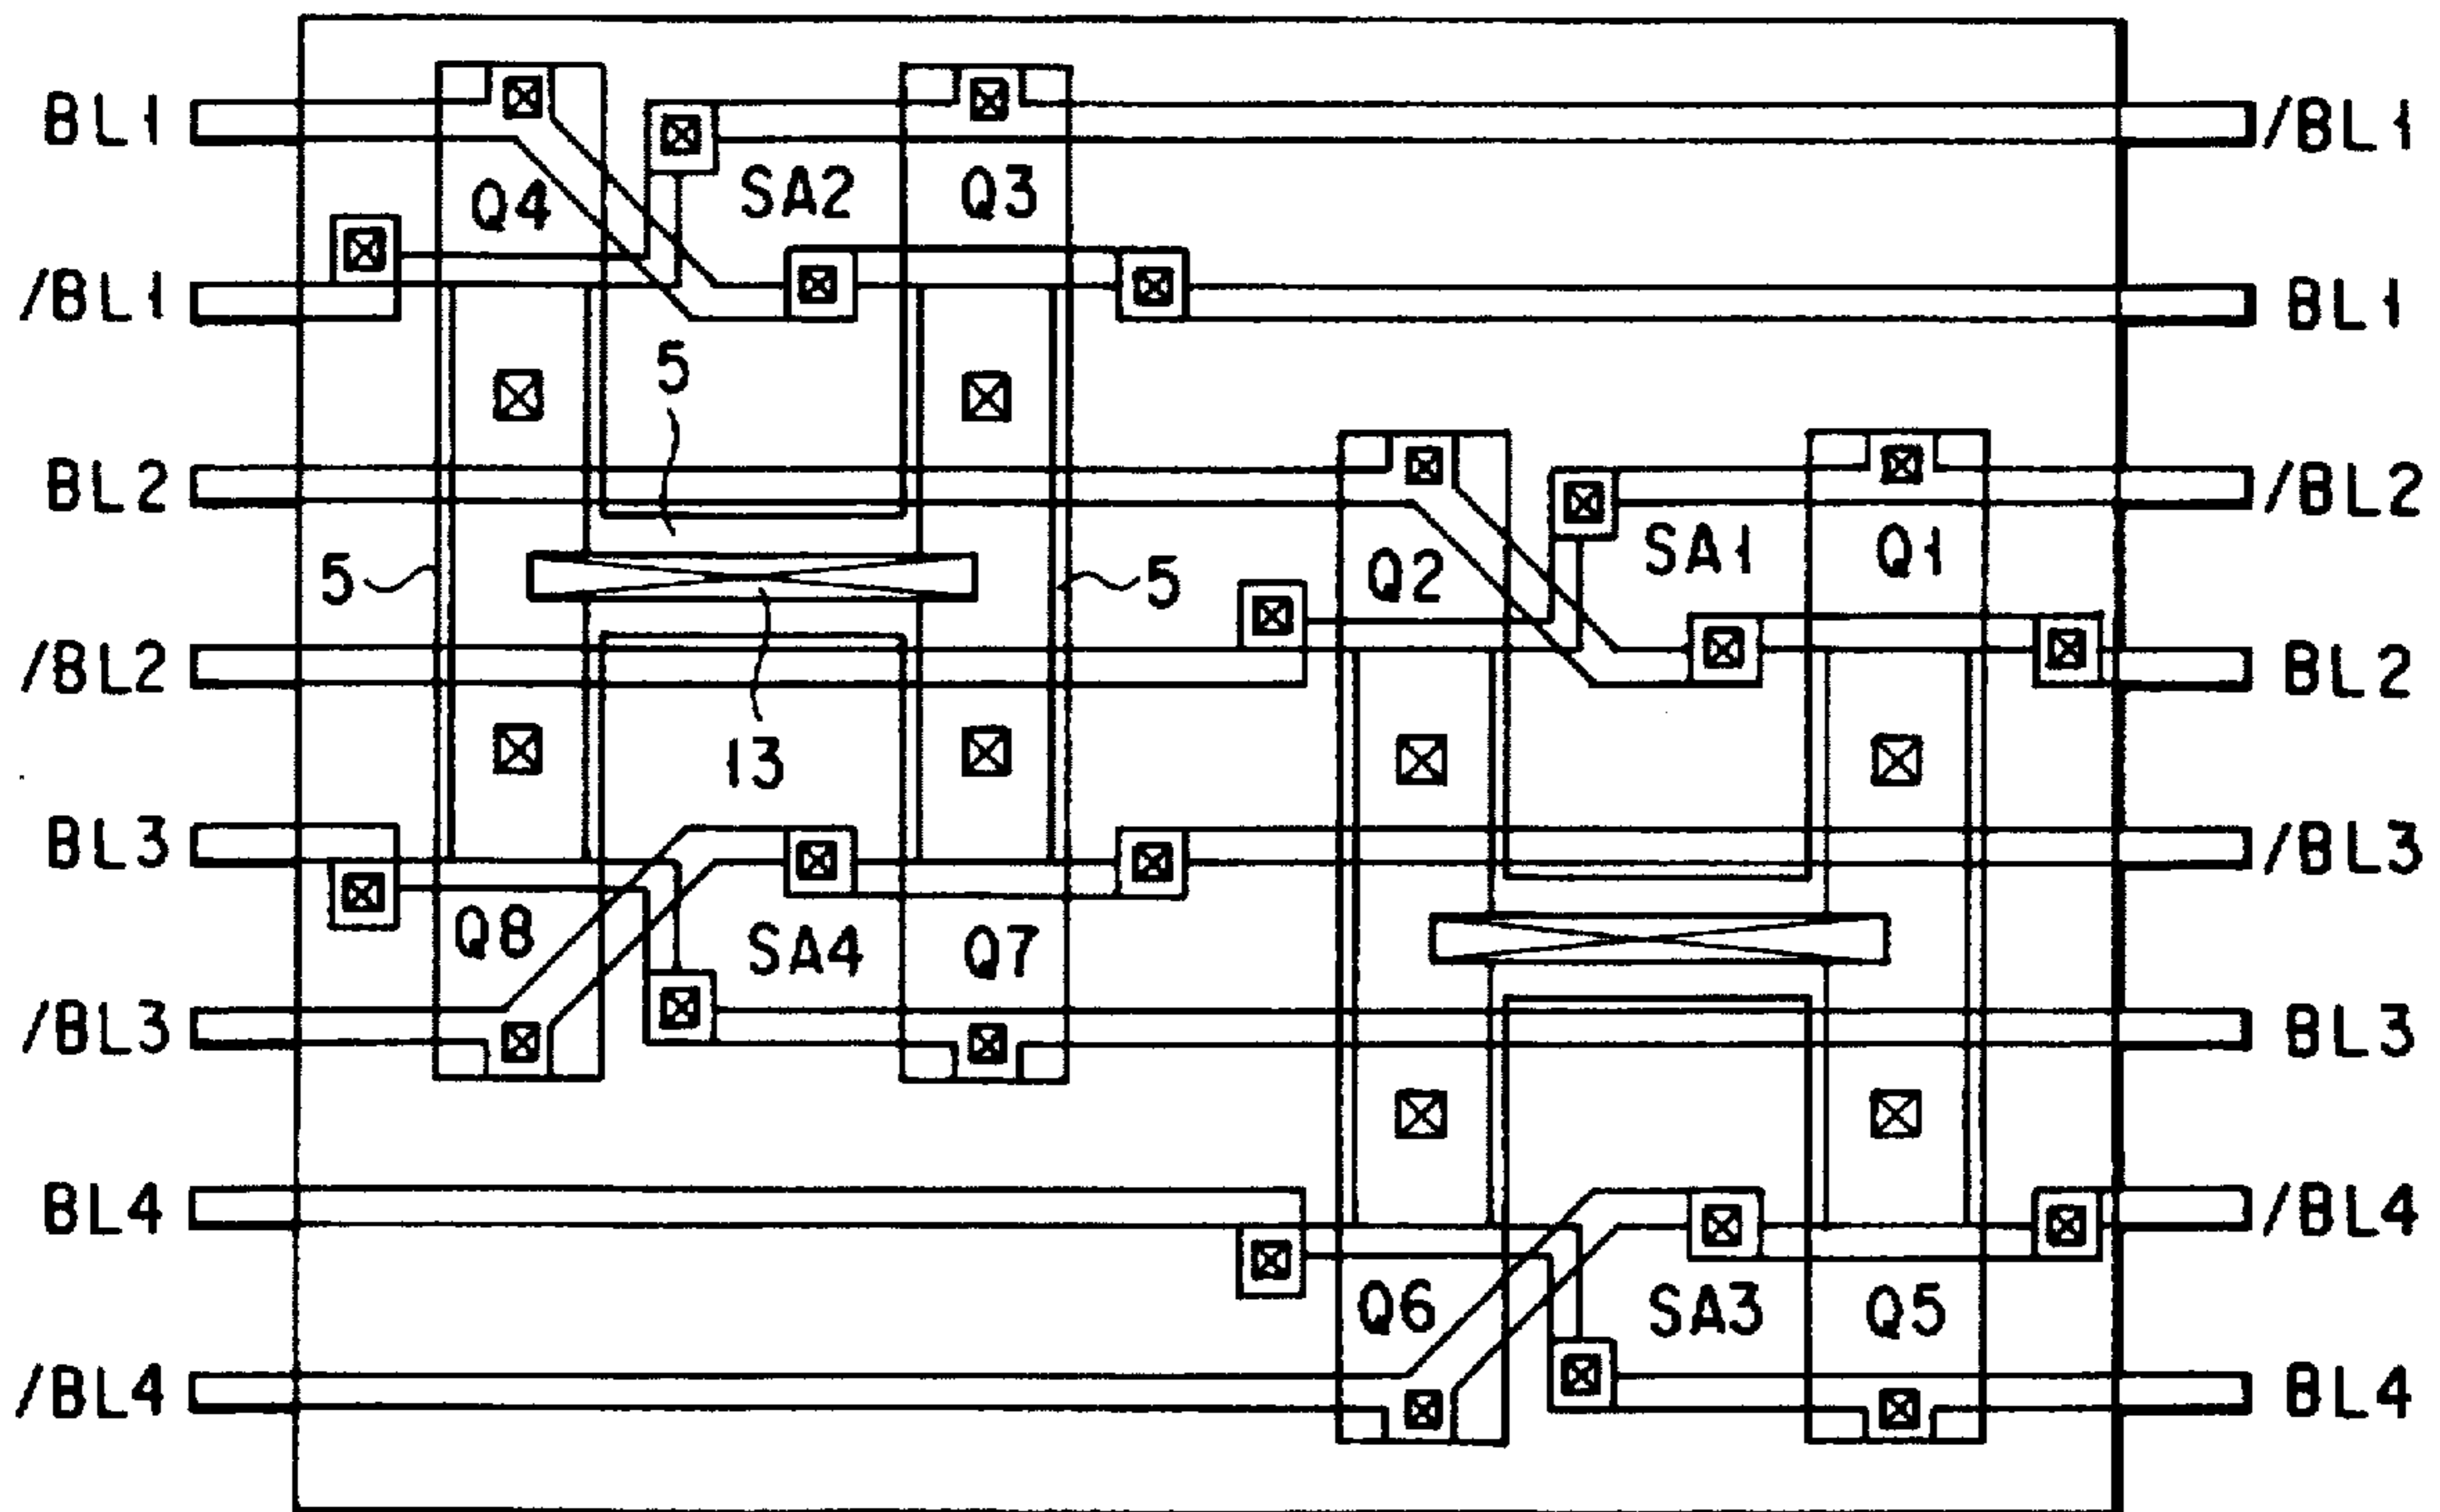 BL1 /BL1
Q4 SA2 Q3
/BL1 BL1
5
BL2 /BL2
5 5 Q2 SA1 Q1
/BL2 BL2
13
BL3 /BL3
Q8 SA4 Q7
/BL3 BL3
BL4 /BL4
Q6 SA3 Q5
/BL4 BL4